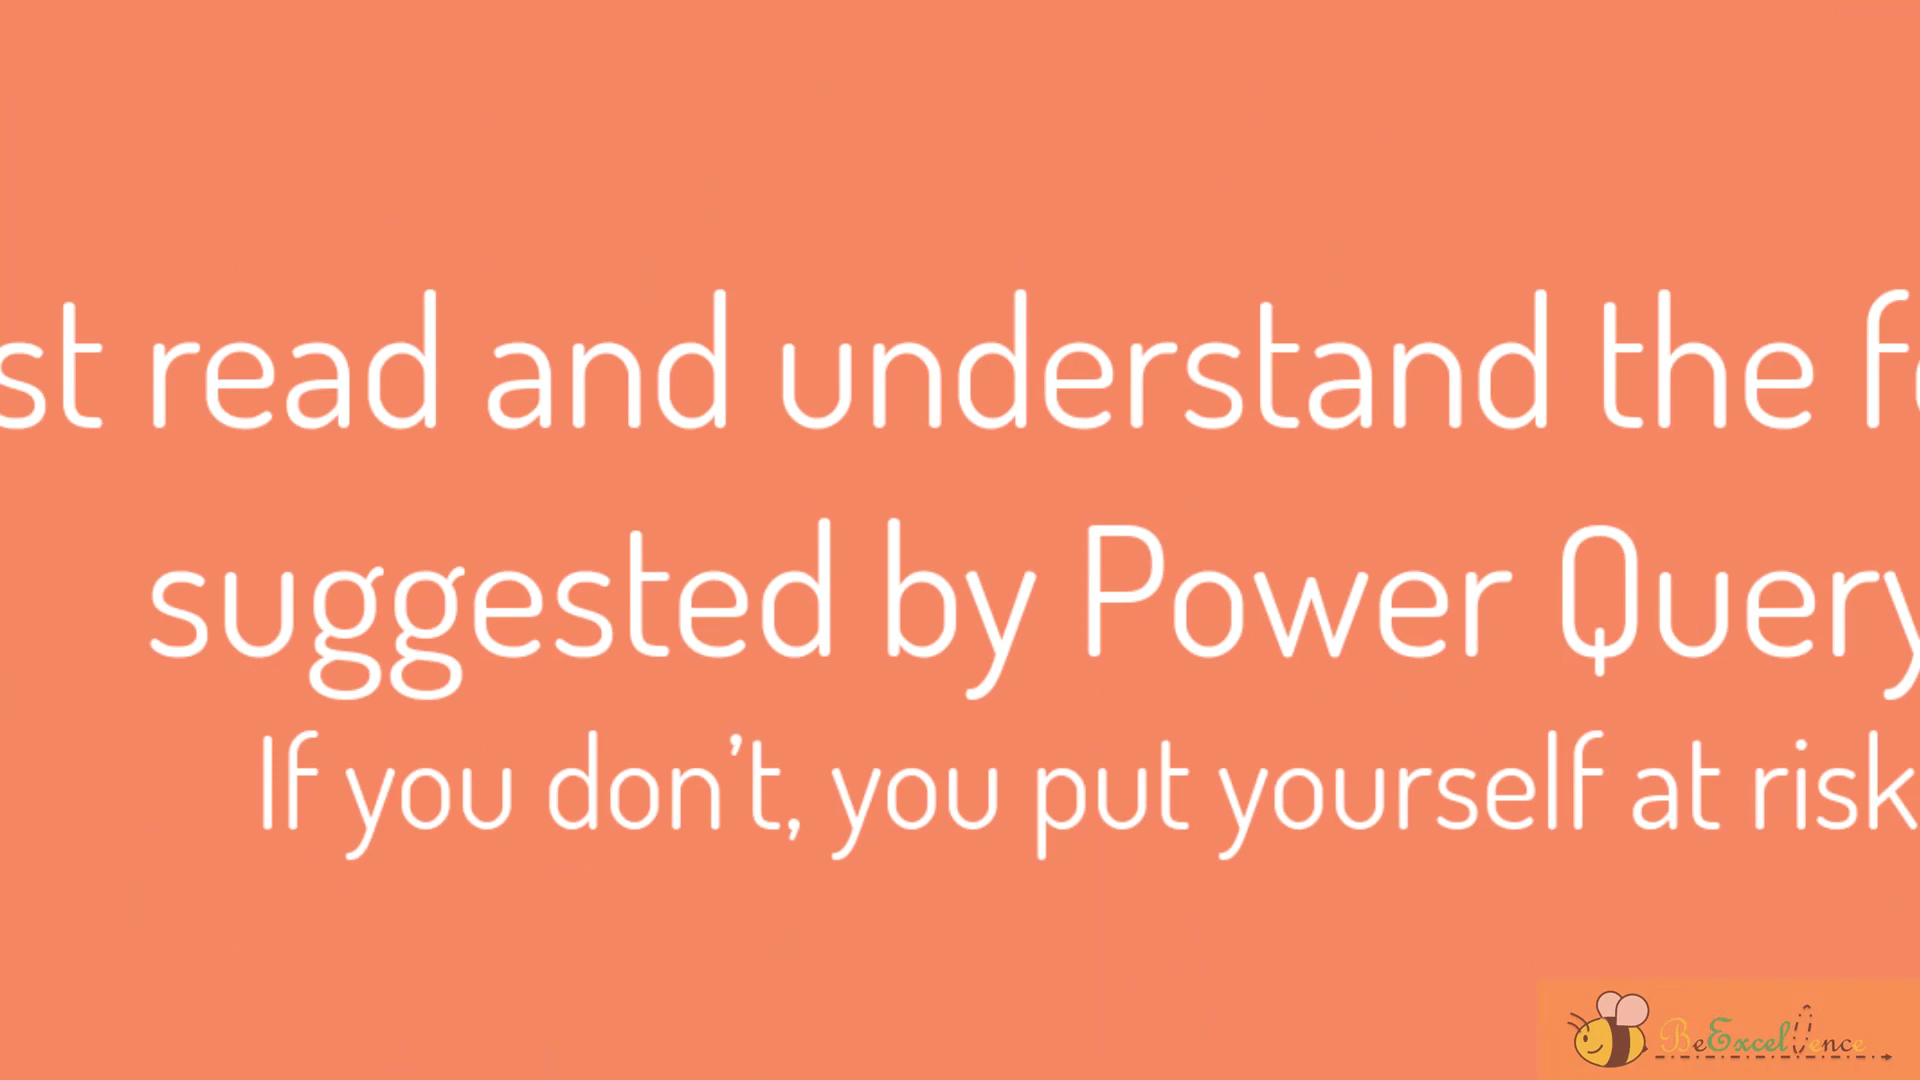 st read and understand the f
suggested by Power Query
If you don't, you put yourself at risk
BeExcellence